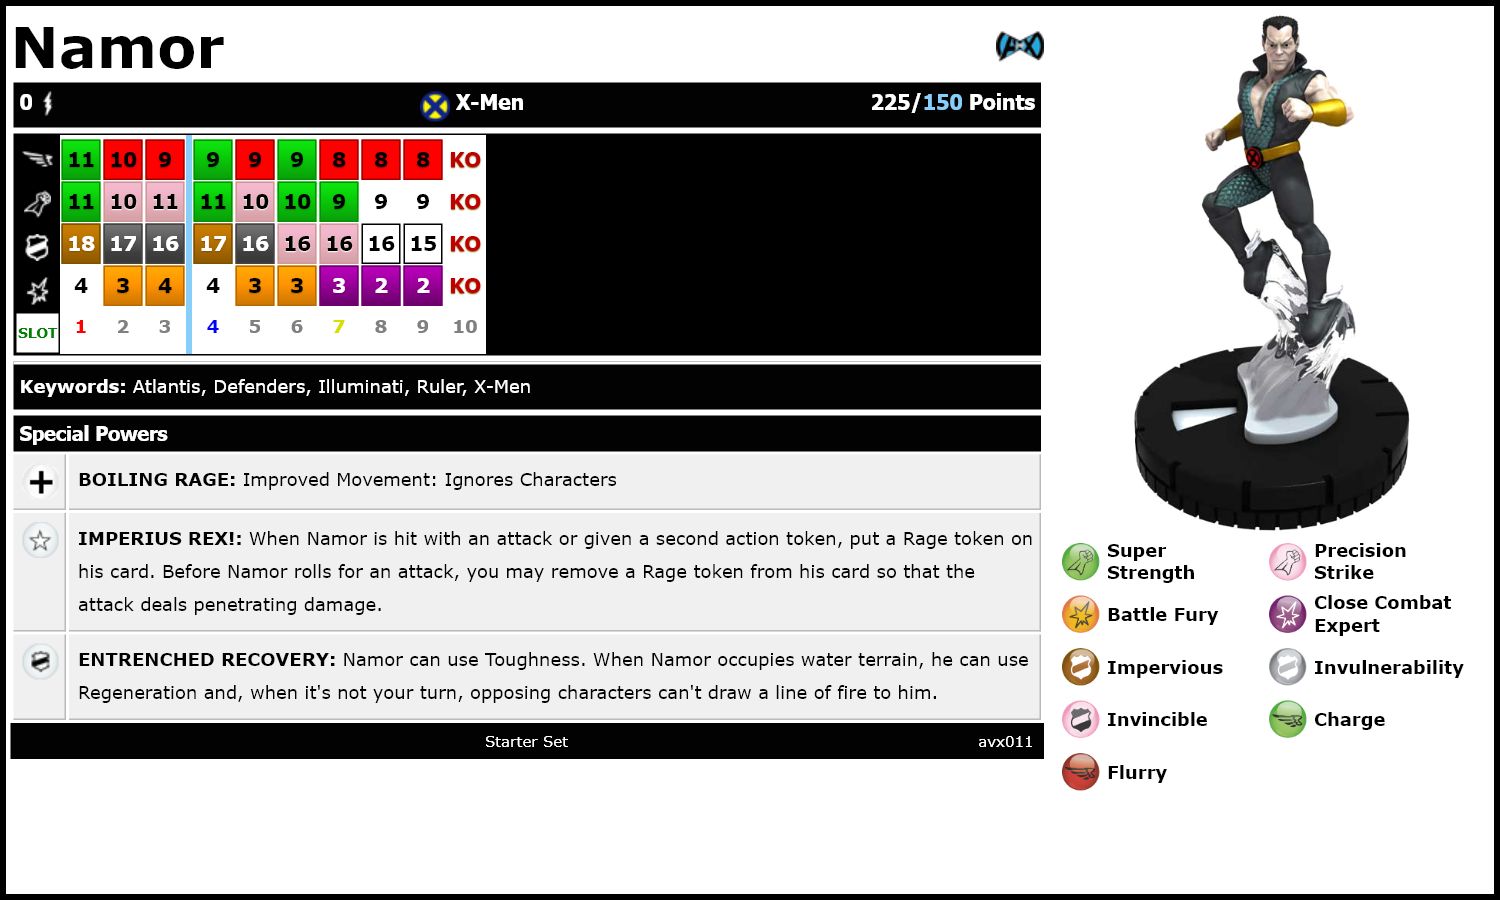 Namor
AvX
0 X-Men 225/150 Points
11 10 9 9 9 9 8 8 8 KO
11 10 11 11 10 10 9 9 9 KO
18 17 16 17 16 16 16 16 15 KO
4 3 4 4 3 3 3 2 2 KO
SLOT 1 2 3 4 5 6 7 8 9 10
Keywords: Atlantis, Defenders, Illuminati, Ruler, X-Men
Special Powers
BOILING RAGE: Improved Movement: Ignores Characters
IMPERIUS REX!: When Namor is hit with an attack or given a second action token, put a Rage token on
his card. Before Namor rolls for an attack, you may remove a Rage token from his card so that the
attack deals penetrating damage.
ENTRENCHED RECOVERY: Namor can use Toughness. When Namor occupies water terrain, he can use
Regeneration and, when it's not your turn, opposing characters can't draw a line of fire to him.
Starter Set avx011
Super
Strength
Precision
Strike
Battle Fury
Close Combat
Expert
Impervious
Invulnerability
Invincible
Charge
Flurry